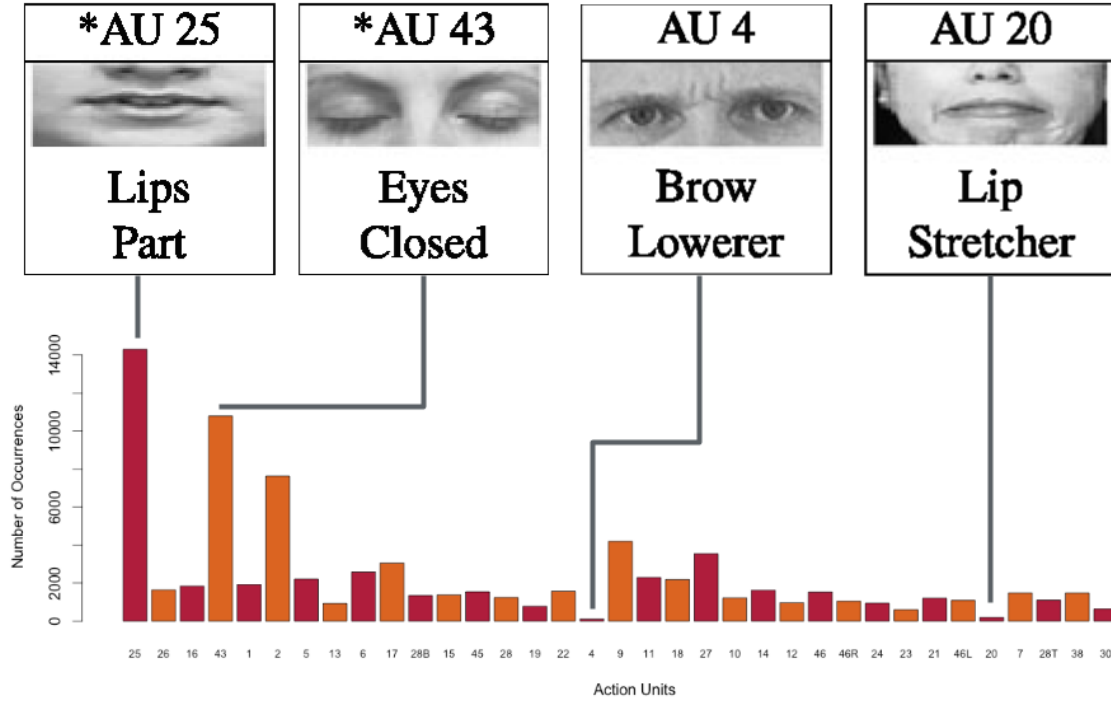 *AU 25
*AU 43
AU 4
AU 20
Lips
Part
Eyes
Closed
Brow
Lowerer
Lip
Stretcher
Number of Occurrences
14000
10000
6000
2000
0
25 26 16 43 1 2 5 13 6 17 28B 15 45 28 19 22 4 9 11 18 27 10 14 12 46 46R 24 23 21 46L 20 7 28T 38 30
Action Units